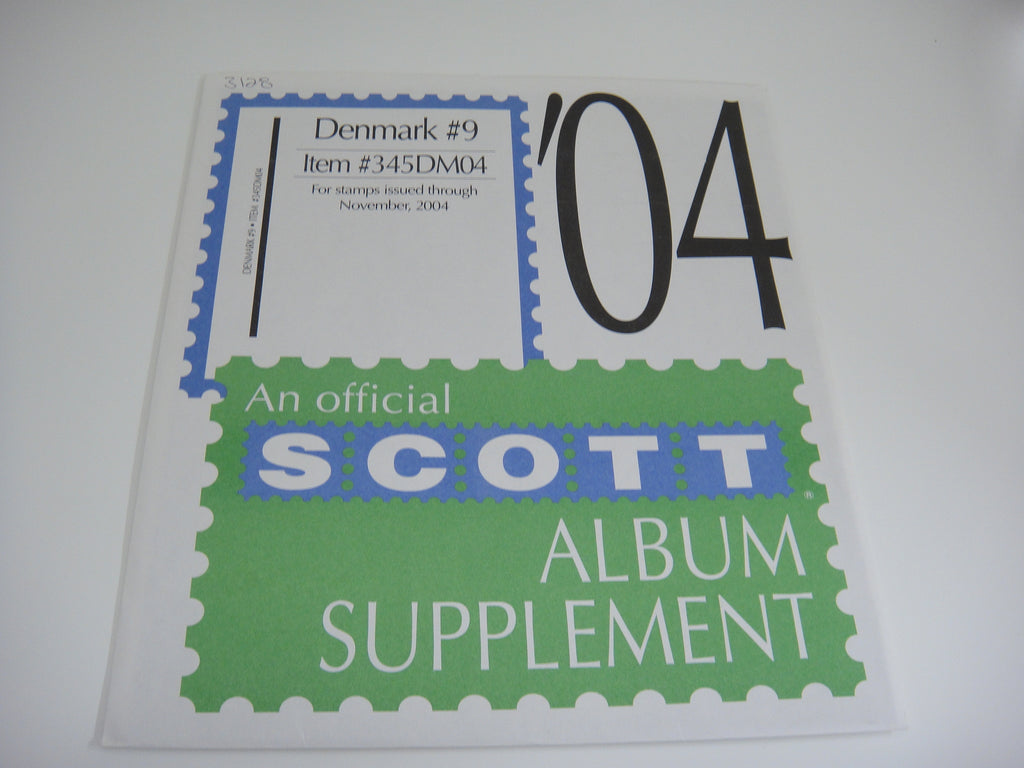 3128
Denmark #9
Item #345DM04
For stamps issued through
November, 2004
DENMARK #9 • ITEM #345DM04
'04
An official
SCOTT®
ALBUM
SUPPLEMENT